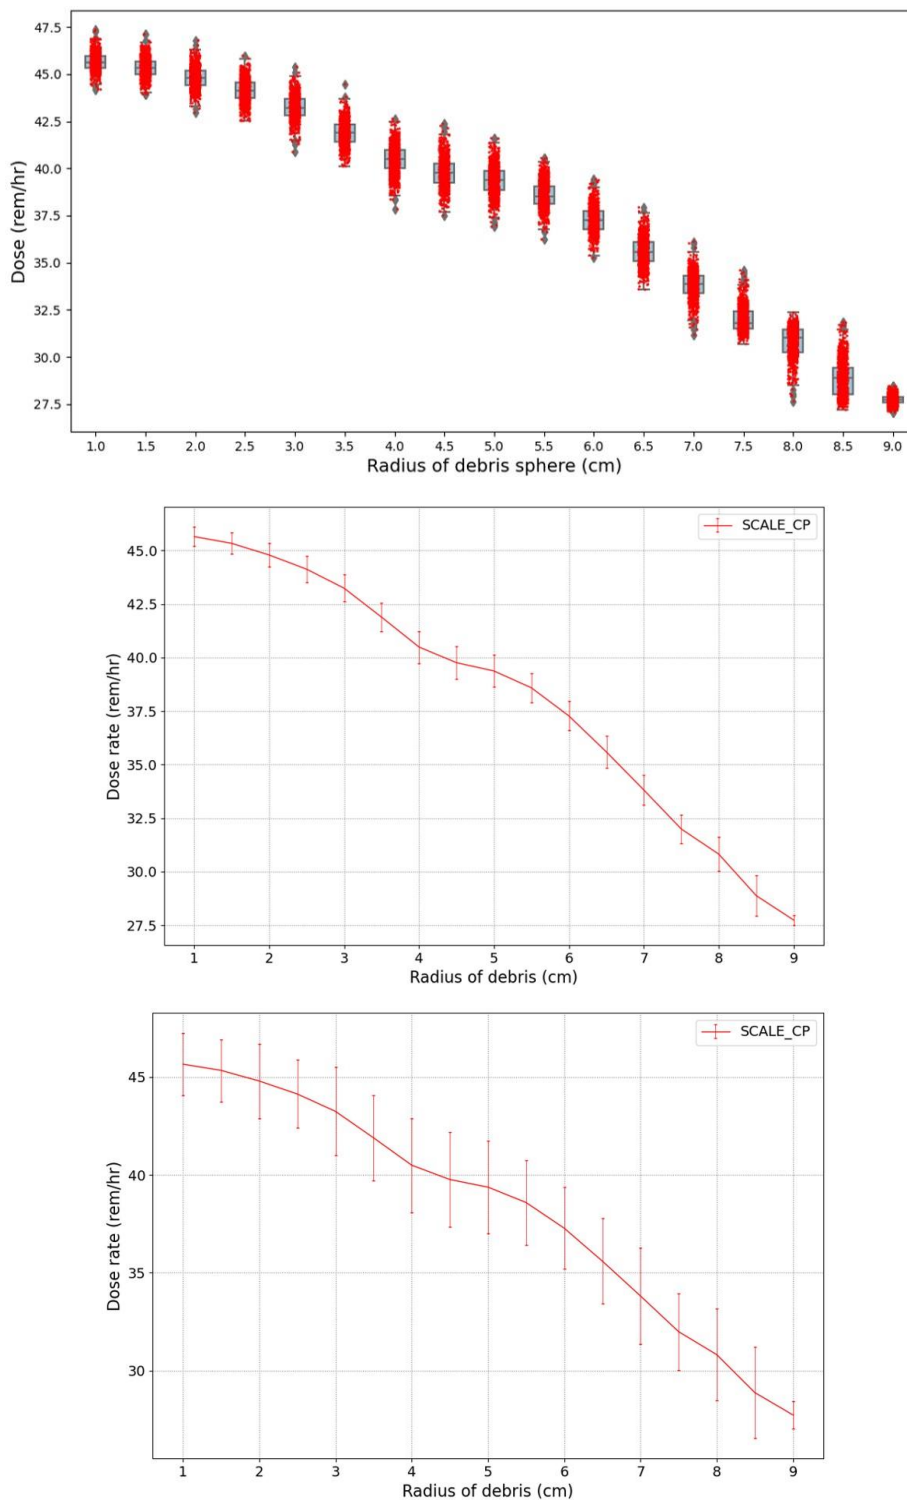 47.5
45.0
42.5
40.0
37.5
35.0
32.5
30.0
27.5
Dose (rem/hr)
1.0 1.5 2.0 2.5 3.0 3.5 4.0 4.5 5.0 5.5 6.0 6.5 7.0 7.5 8.0 8.5 9.0
Radius of debris sphere (cm)
SCALE_CP
45.0
42.5
40.0
37.5
35.0
32.5
30.0
27.5
Dose rate (rem/hr)
1 2 3 4 5 6 7 8 9
Radius of debris (cm)
SCALE_CP
45
40
35
30
Dose rate (rem/hr)
1 2 3 4 5 6 7 8 9
Radius of debris (cm)